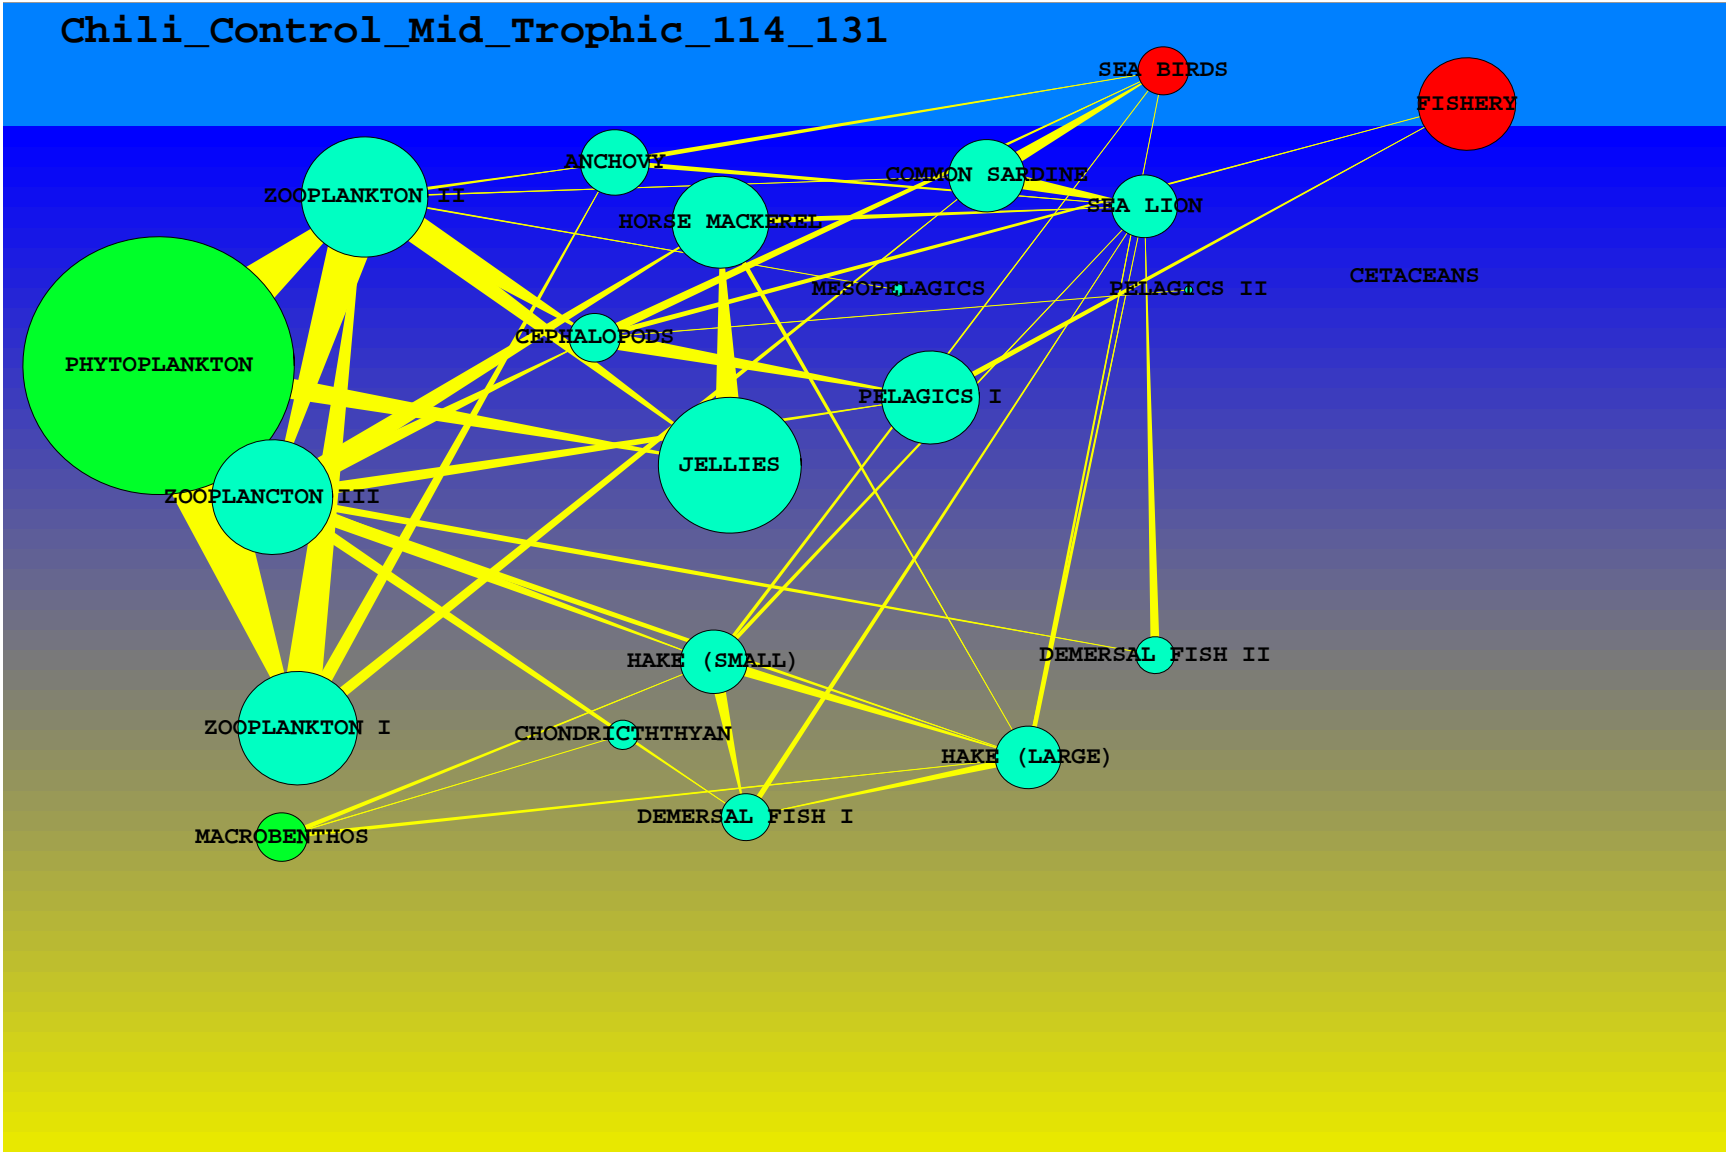 Chili_Control_Mid_Trophic_114_131
SEA BIRDS
FISHERY
ANCHOVY
COMMON SARDINE
ZOOPLANKTON II
SEA LION
HORSE MACKEREL
CETACEANS
MESOPELAGICS
PELAGICS II
CEPHALOPODS
PHYTOPLANKTON
PELAGICS I
JELLIES
ZOOPLANCTON III
HAKE (SMALL)
DEMERSAL FISH II
ZOOPLANKTON I
CHONDRICTHTHYAN
HAKE (LARGE)
DEMERSAL FISH I
MACROBENTHOS